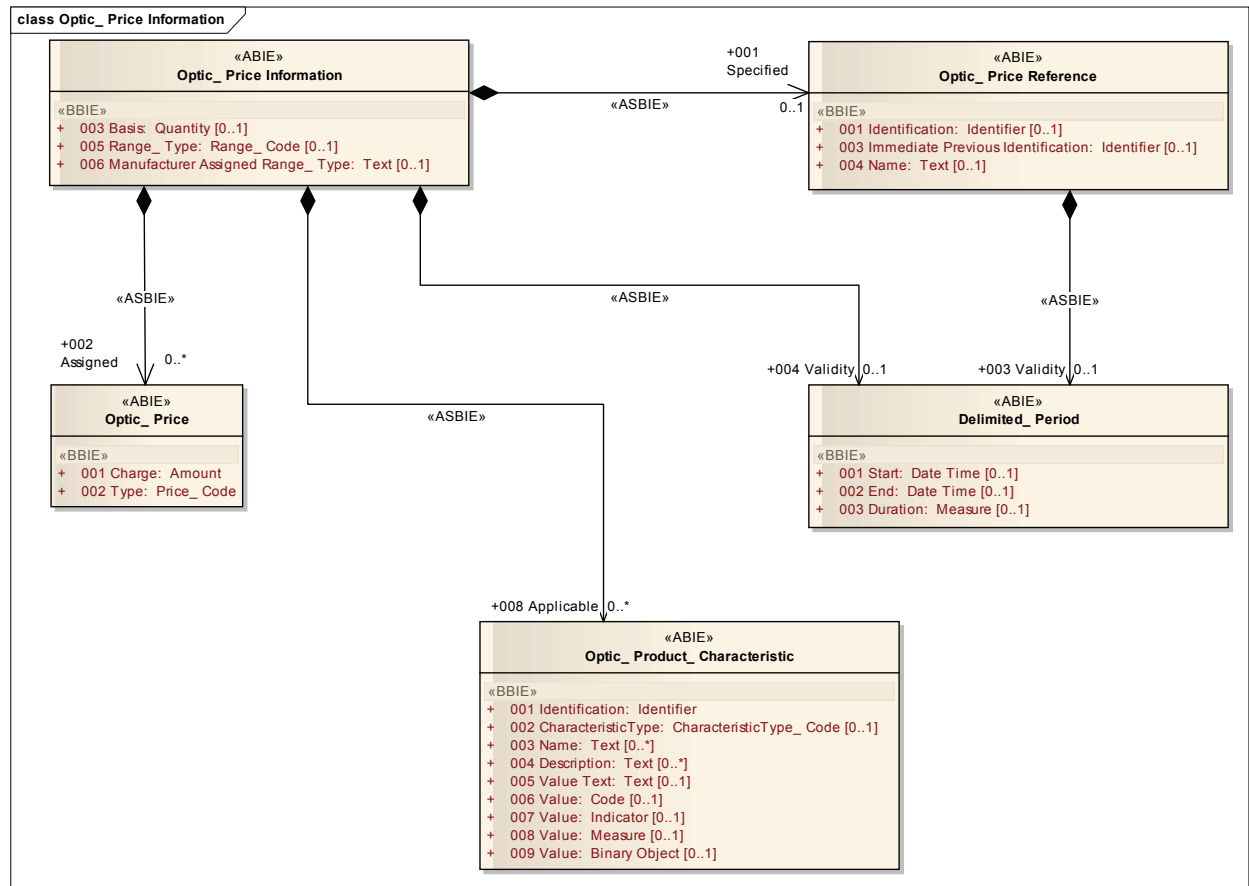 class Optic_ Price Information
«ABIE»
Optic_ Price Information
«BBIE»
+ 003 Basis: Quantity [0..1]
+ 005 Range_ Type: Range_ Code [0..1]
+ 006 Manufacturer Assigned Range_ Type: Text [0..1]
+001
Specified
0..1
«ASBIE»
«ABIE»
Optic_ Price Reference
«BBIE»
+ 001 Identification: Identifier [0..1]
+ 003 Immediate Previous Identification: Identifier [0..1]
+ 004 Name: Text [0..1]
«ASBIE»
«ASBIE»
«ASBIE»
+002
Assigned
0..*
+004 Validity 0..1
+003 Validity 0..1
«ABIE»
Optic_ Price
«BBIE»
+ 001 Charge: Amount
+ 002 Type: Price_ Code
«ASBIE»
«ABIE»
Delimited_ Period
«BBIE»
+ 001 Start: Date Time [0..1]
+ 002 End: Date Time [0..1]
+ 003 Duration: Measure [0..1]
+008 Applicable 0..*
«ABIE»
Optic_ Product_ Characteristic
«BBIE»
+ 001 Identification: Identifier
+ 002 CharacteristicType: CharacteristicType_ Code [0..1]
+ 003 Name: Text [0..*]
+ 004 Description: Text [0..*]
+ 005 Value Text: Text [0..1]
+ 006 Value: Code [0..1]
+ 007 Value: Indicator [0..1]
+ 008 Value: Measure [0..1]
+ 009 Value: Binary Object [0..1]